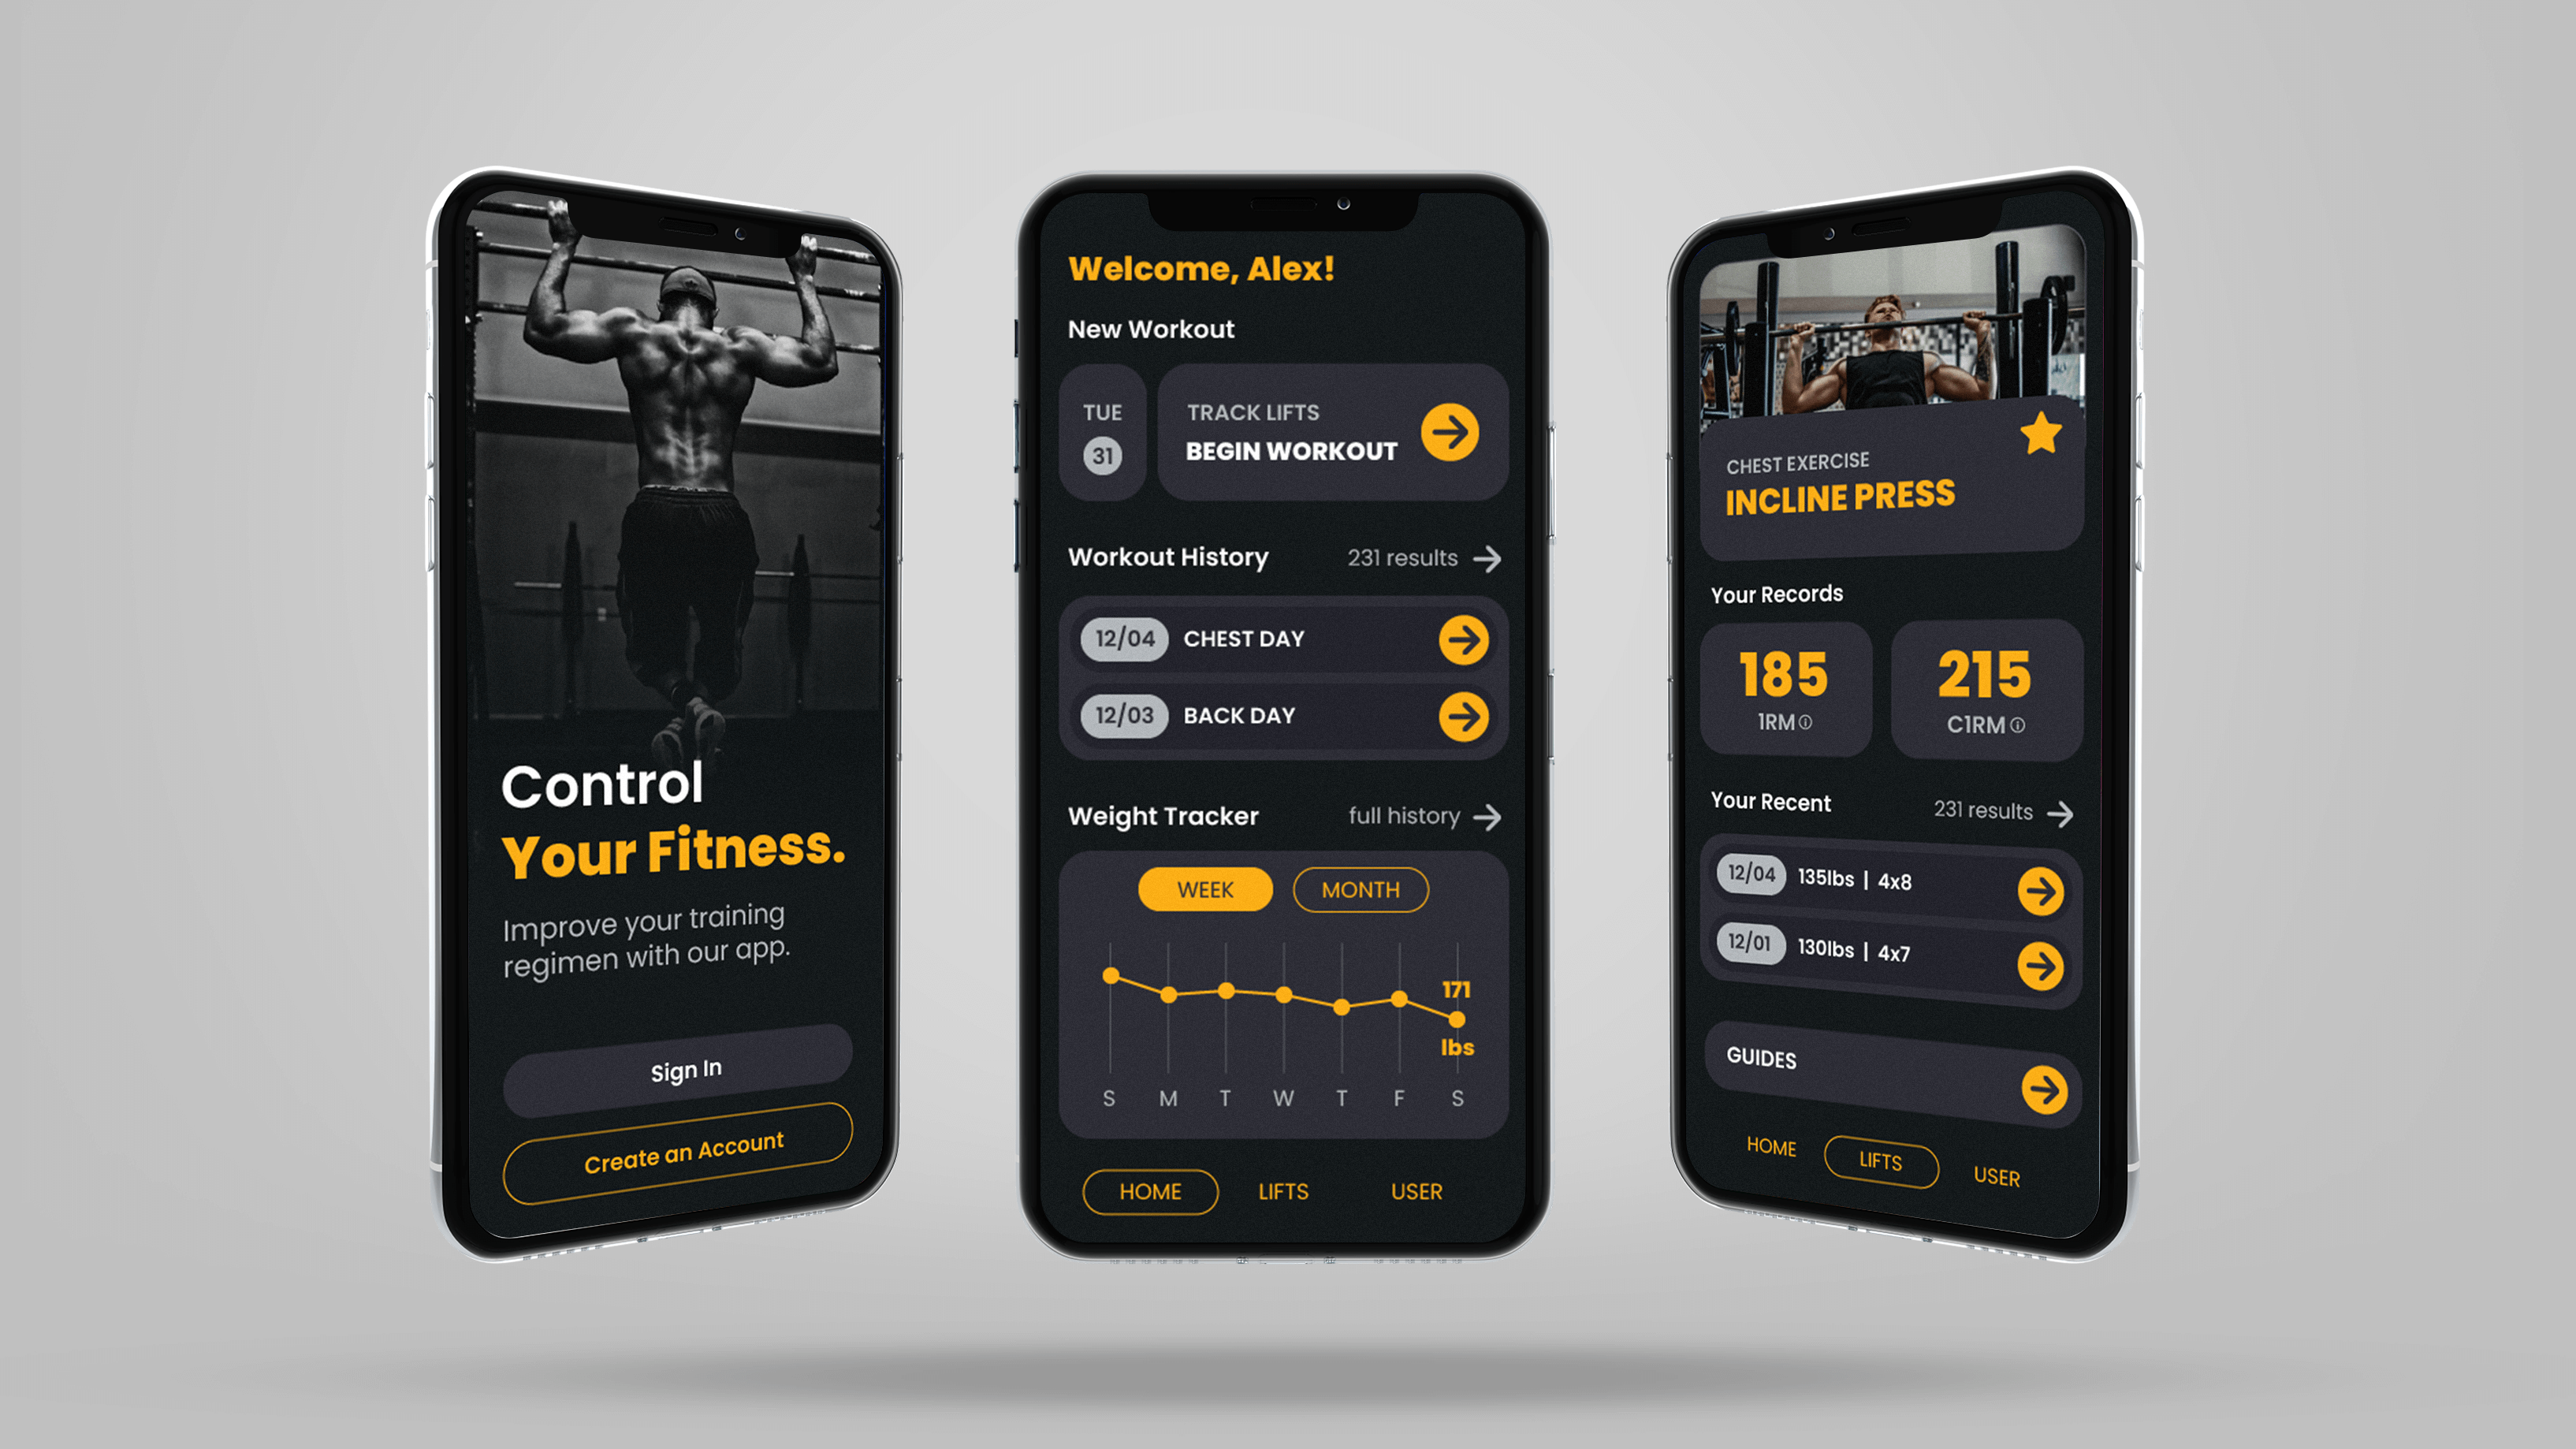 Control
Your Fitness.
Improve your training
regimen with our app.
Sign In
Create an Account
Welcome, Alex!
New Workout
TUE
31
TRACK LIFTS
BEGIN WORKOUT
Workout History
231 results
12/04 CHEST DAY
12/03 BACK DAY
Weight Tracker
full history
WEEK MONTH
171
lbs
S M T W T F S
HOME LIFTS USER
CHEST EXERCISE
INCLINE PRESS
Your Records
185
1RM
215
C1RM
Your Recent
231 results
12/04 135lbs | 4x8
12/01 130lbs | 4x7
GUIDES
HOME LIFTS USER